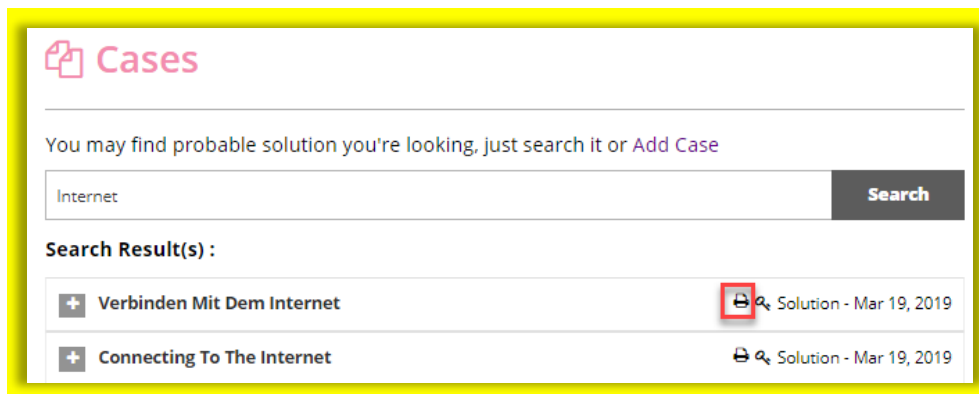 Cases
You may find probable solution you're looking, just search it or Add Case
Internet Search
Search Result(s) :
Verbinden Mit Dem Internet Solution - Mar 19, 2019
Connecting To The Internet Solution - Mar 19, 2019